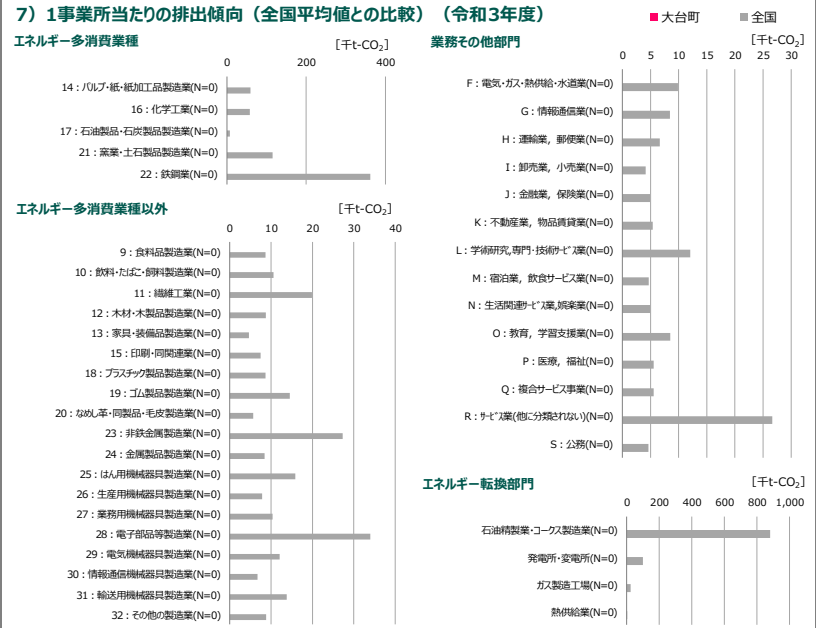 7）1事業所当たりの排出傾向（全国平均値との比較）（令和3年度）
■大台町 ■全国
エネルギー多消費業種
[千t-CO₂]
0 200 400
14：パルプ・紙・紙加工品製造業(N=0)
16：化学工業(N=0)
17：石油製品・石炭製品製造業(N=0)
21：窯業・土石製品製造業(N=0)
22：鉄鋼業(N=0)
エネルギー多消費業種以外
[千t-CO₂]
0 10 20 30 40
9：食料品製造業(N=0)
10：飲料・たばこ・飼料製造業(N=0)
11：繊維工業(N=0)
12：木材・木製品製造業(N=0)
13：家具・装備品製造業(N=0)
15：印刷・同関連業(N=0)
18：プラスチック製品製造業(N=0)
19：ゴム製品製造業(N=0)
20：なめし革・同製品・毛皮製造業(N=0)
23：非鉄金属製造業(N=0)
24：金属製品製造業(N=0)
25：はん用機械器具製造業(N=0)
26：生産用機械器具製造業(N=0)
27：業務用機械器具製造業(N=0)
28：電子部品等製造業(N=0)
29：電気機械器具製造業(N=0)
30：情報通信機械器具製造業(N=0)
31：輸送用機械器具製造業(N=0)
32：その他の製造業(N=0)
業務その他部門
[千t-CO₂]
0 5 10 15 20 25 30
F：電気・ガス・熱供給・水道業(N=0)
G：情報通信業(N=0)
H：運輸業，郵便業(N=0)
I：卸売業，小売業(N=0)
J：金融業，保険業(N=0)
K：不動産業，物品賃貸業(N=0)
L：学術研究,専門・技術サービス業(N=0)
M：宿泊業，飲食サービス業(N=0)
N：生活関連サービス業,娯楽業(N=0)
O：教育，学習支援業(N=0)
P：医療，福祉(N=0)
Q：複合サービス事業(N=0)
R：サービス業(他に分類されない)(N=0)
S：公務(N=0)
エネルギー転換部門
[千t-CO₂]
0 200 400 600 800 1,000
石油精製業・コークス製造業(N=0)
発電所・変電所(N=0)
ガス製造工場(N=0)
熱供給業(N=0)